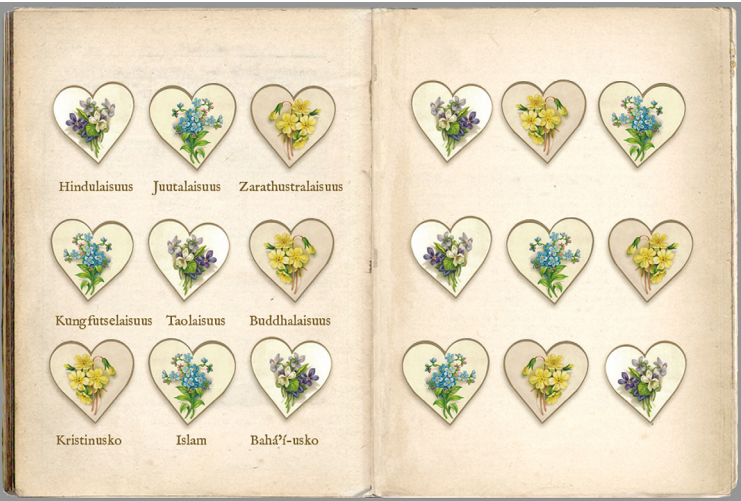 Hindulaisuus Juutalaisuus Zarathustralaisuus
Kungfutselaisuus Taolaisuus Buddhalaisuus
Kristinusko Islam Bahá’í-usko